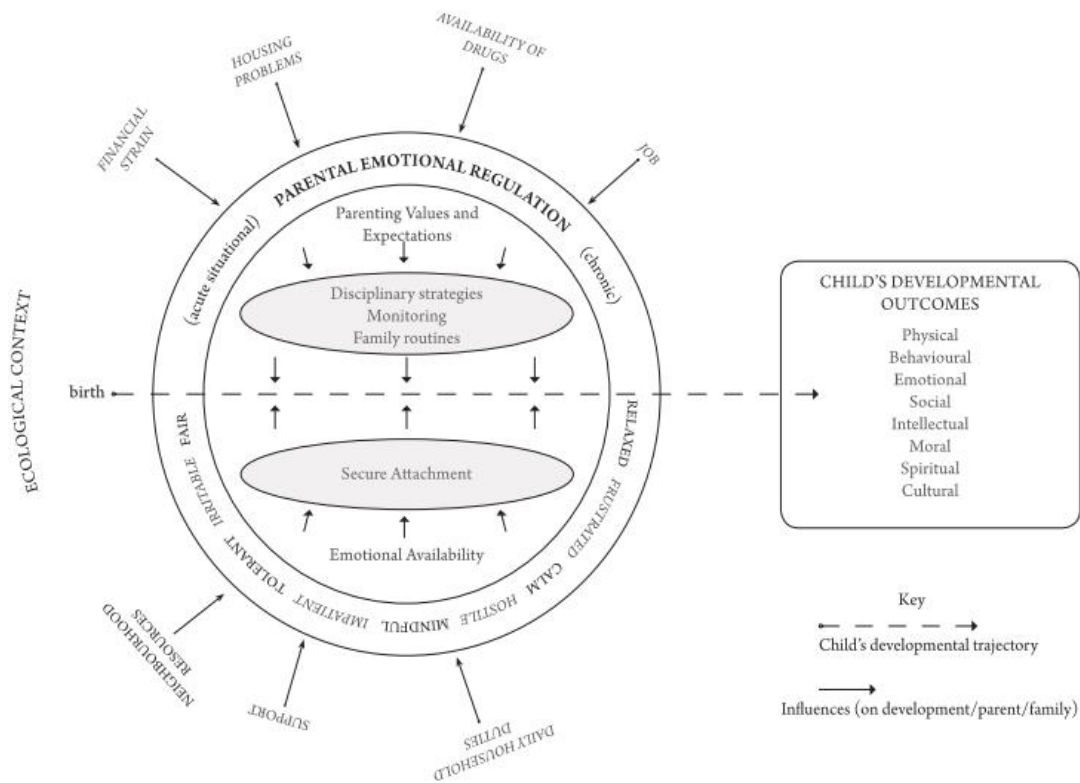 HOUSING
PROBLEMS
AVAILABILITY OF
DRUGS
FINANCIAL
STRAIN
JOB
PARENTAL EMOTIONAL REGULATION
(acute situational)
(chronic)
Parenting Values and
Expectations
Disciplinary strategies
Monitoring
Family routines
ECOLOGICAL CONTEXT
birth
Secure Attachment
Emotional Availability
RELAXED FRUSTRATED CALM HOSTILE MINDFUL IMPATIENT TOLERANT IRRITABLE FAIR
NEIGHBOURHOOD
RESOURCES
SUPPORT
DAILY HOUSEHOLD
DUTIES
CHILD'S DEVELOPMENTAL
OUTCOMES
Physical
Behavioural
Emotional
Social
Intellectual
Moral
Spiritual
Cultural
Key
Child's developmental trajectory
Influences (on development/parent/family)